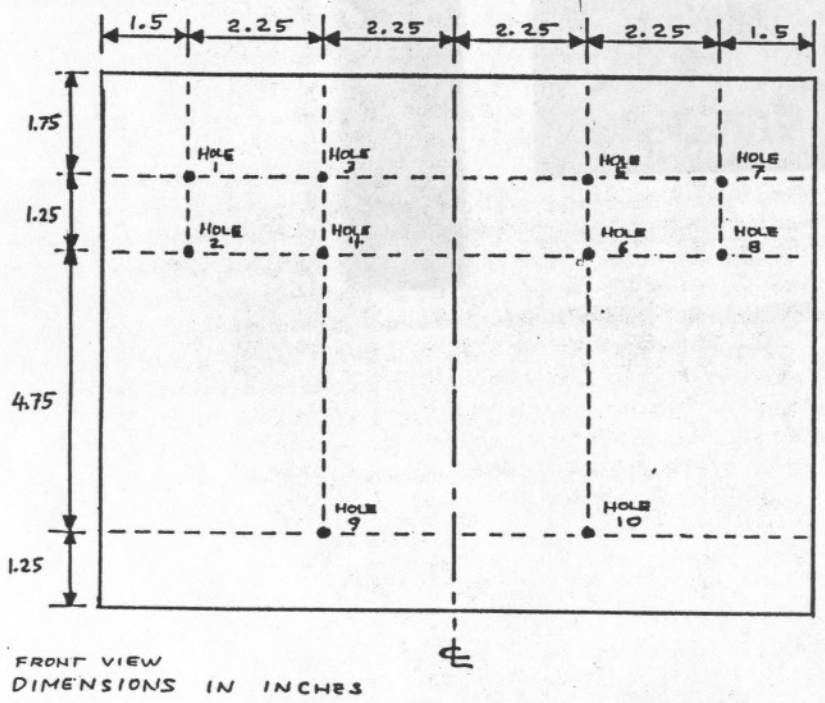 1.5 2.25 2.25 2.25 2.25 1.5
1.75
HOLE 1
HOLE 3
HOLE 5
HOLE 7
1.25
HOLE 2
HOLE 4
HOLE 6
HOLE 8
4.75
HOLE 9
HOLE 10
1.25
℄
FRONT VIEW
DIMENSIONS IN INCHES